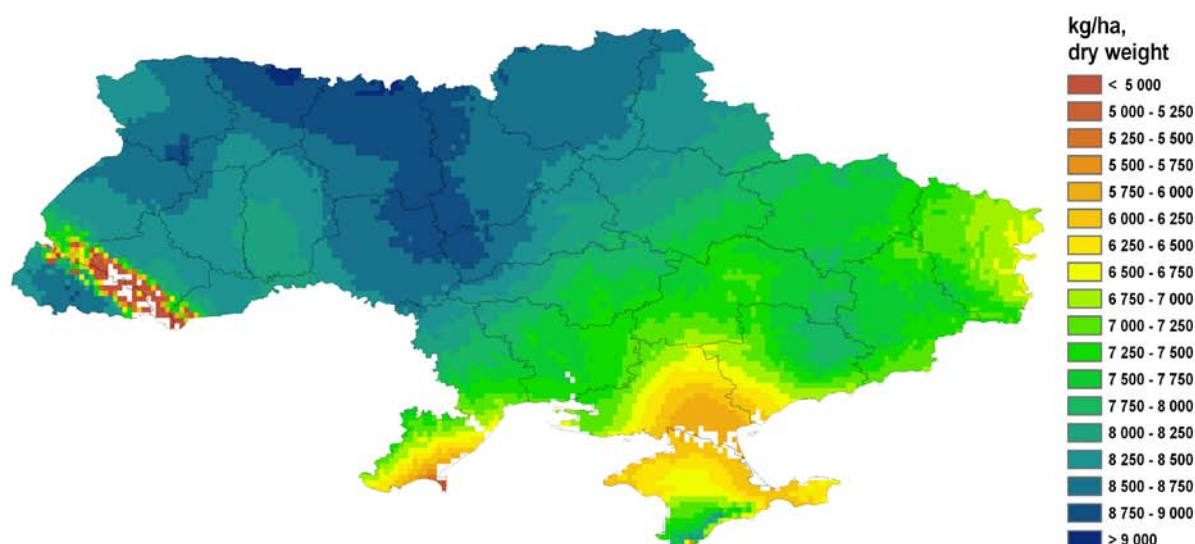 kg/ha,
dry weight
< 5 000
5 000 - 5 250
5 250 - 5 500
5 500 - 5 750
5 750 - 6 000
6 000 - 6 250
6 250 - 6 500
6 500 - 6 750
6 750 - 7 000
7 000 - 7 250
7 250 - 7 500
7 500 - 7 750
7 750 - 8 000
8 000 - 8 250
8 250 - 8 500
8 500 - 8 750
8 750 - 9 000
> 9 000